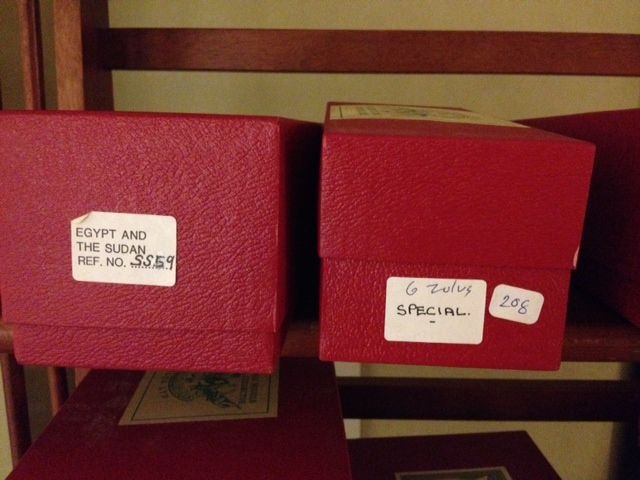 EGYPT AND
THE SUDAN
REF. NO. SS59
6 Zulus
SPECIAL.
208